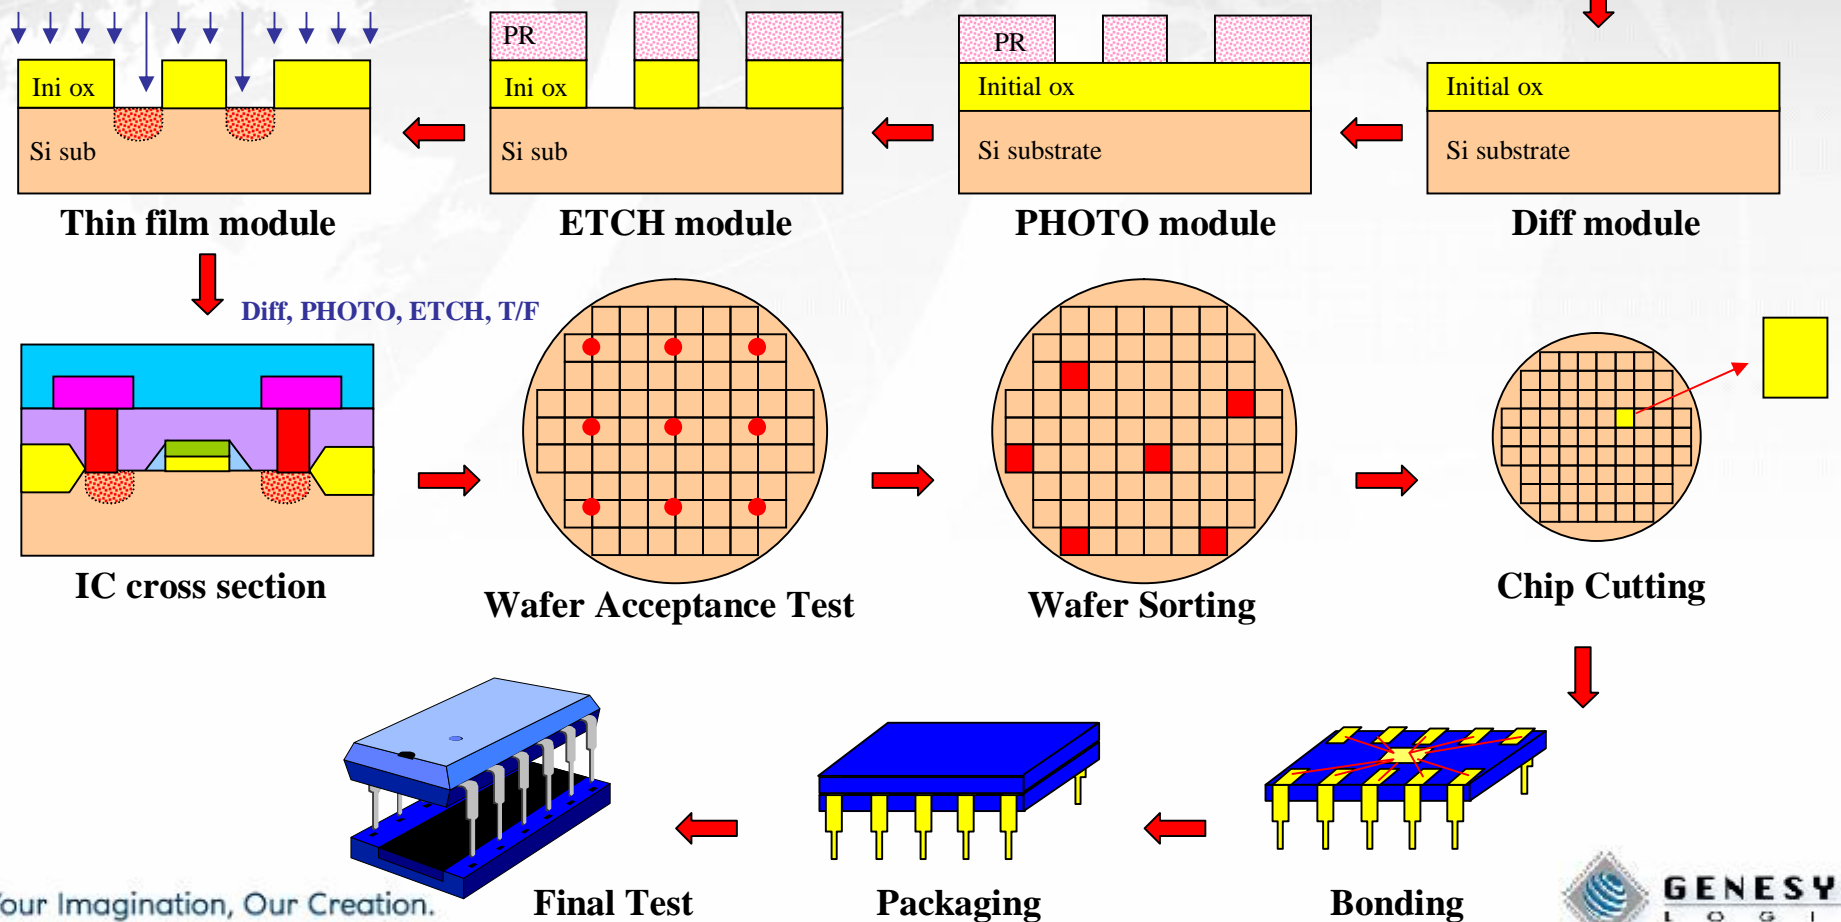 PR
Ini ox
Si sub
Thin film module
PR
Ini ox
Si sub
ETCH module
PR
Initial ox
Si substrate
PHOTO module
Initial ox
Si substrate
Diff module
Diff, PHOTO, ETCH, T/F
IC cross section
Wafer Acceptance Test
Wafer Sorting
Chip Cutting
Final Test
Packaging
Bonding
our Imagination, Our Creation.
GENESY
L O G I